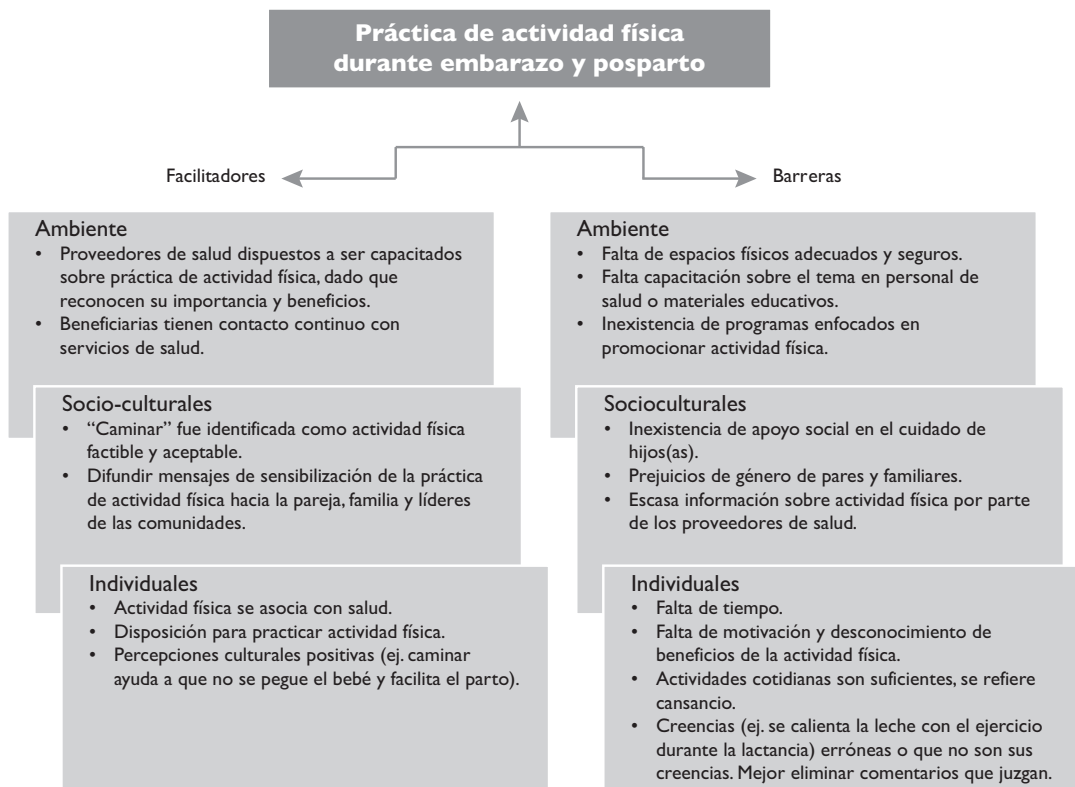 Práctica de actividad física
durante embarazo y posparto
Facilitadores
Barreras
Ambiente
• Proveedores de salud dispuestos a ser capacitados
sobre práctica de actividad física, dado que
reconocen su importancia y beneficios.
• Beneficiarias tienen contacto continuo con
servicios de salud.
Socio-culturales
• “Caminar” fue identificada como actividad física
factible y aceptable.
• Difundir mensajes de sensibilización de la práctica
de actividad física hacia la pareja, familia y líderes
de las comunidades.
Individuales
• Actividad física se asocia con salud.
• Disposición para practicar actividad física.
• Percepciones culturales positivas (ej. caminar
ayuda a que no se pegue el bebé y facilita el parto).
Ambiente
• Falta de espacios físicos adecuados y seguros.
• Falta capacitación sobre el tema en personal de
salud o materiales educativos.
• Inexistencia de programas enfocados en
promocionar actividad física.
Socioculturales
• Inexistencia de apoyo social en el cuidado de
hijos(as).
• Prejuicios de género de pares y familiares.
• Escasa información sobre actividad física por parte
de los proveedores de salud.
Individuales
• Falta de tiempo.
• Falta de motivación y desconocimiento de
beneficios de la actividad física.
• Actividades cotidianas son suficientes, se refiere
cansancio.
• Creencias (ej. se calienta la leche con el ejercicio
durante la lactancia) erróneas o que no son sus
creencias. Mejor eliminar comentarios que juzgan.